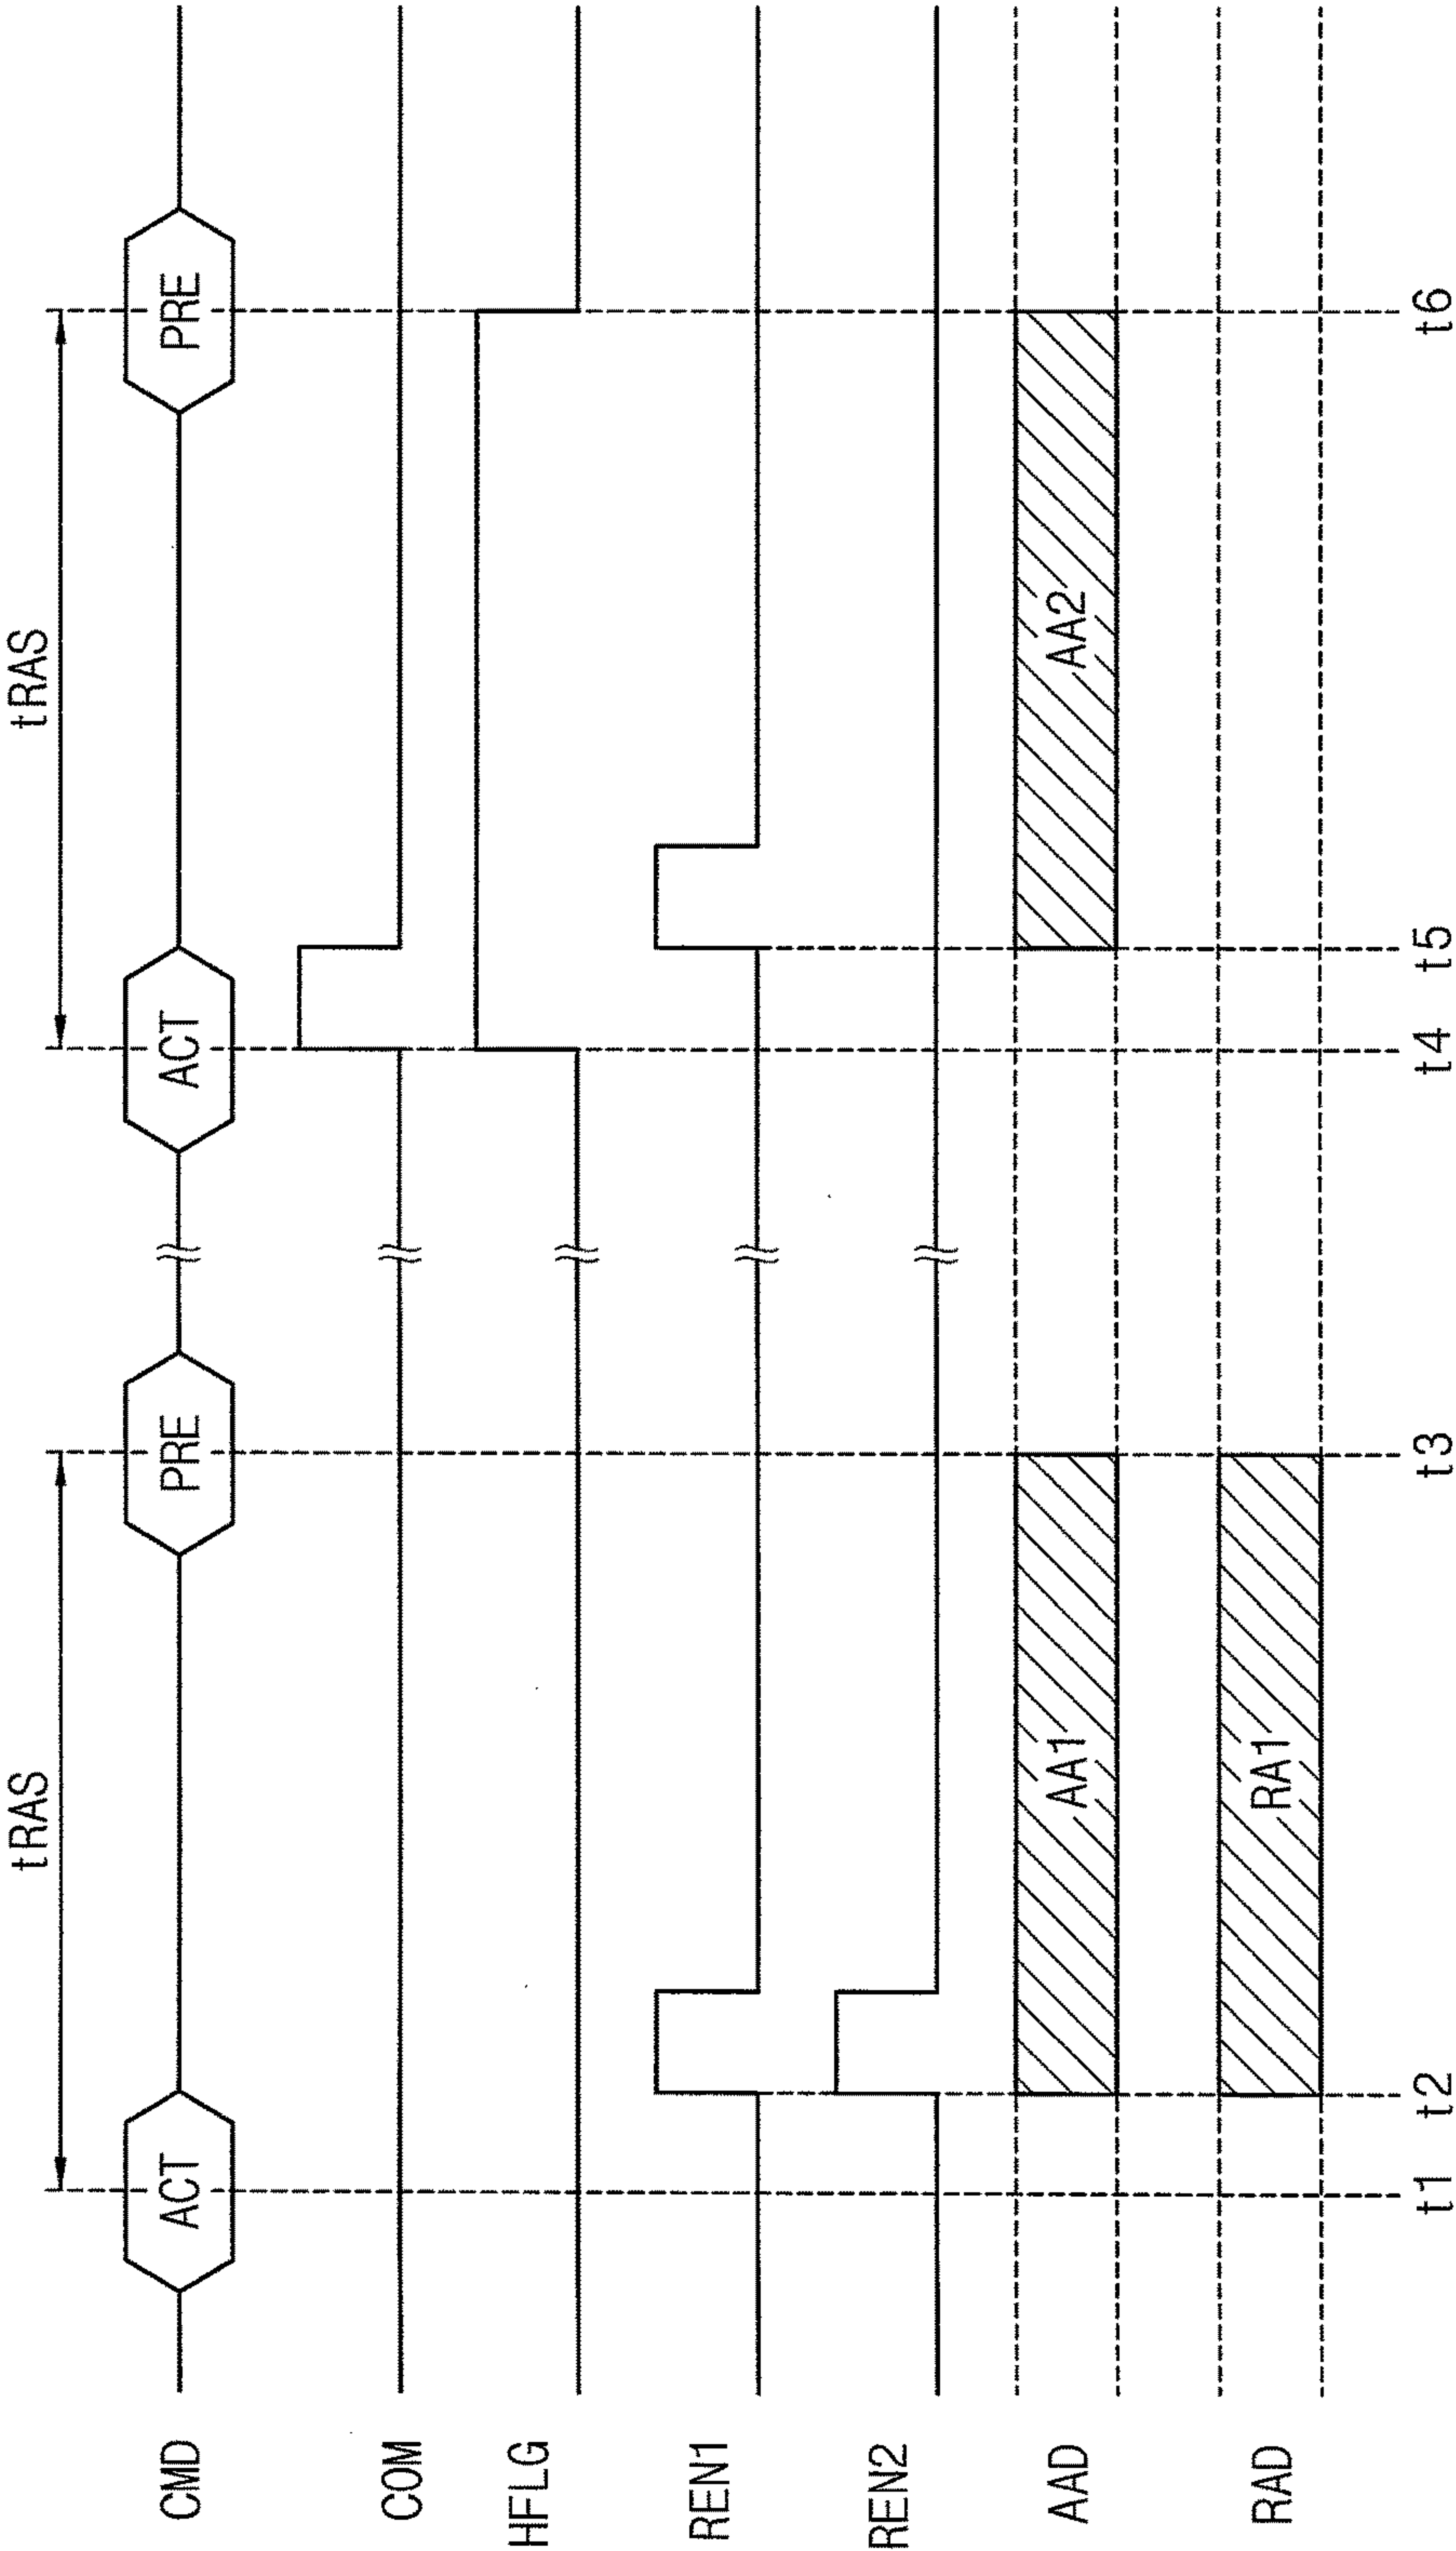 tRAS tRAS
CMD ACT PRE ACT PRE
COM
HFLG
REN1
REN2
AAD AA1 AA2
RAD RA1
t1 t2 t3 t4 t5 t6